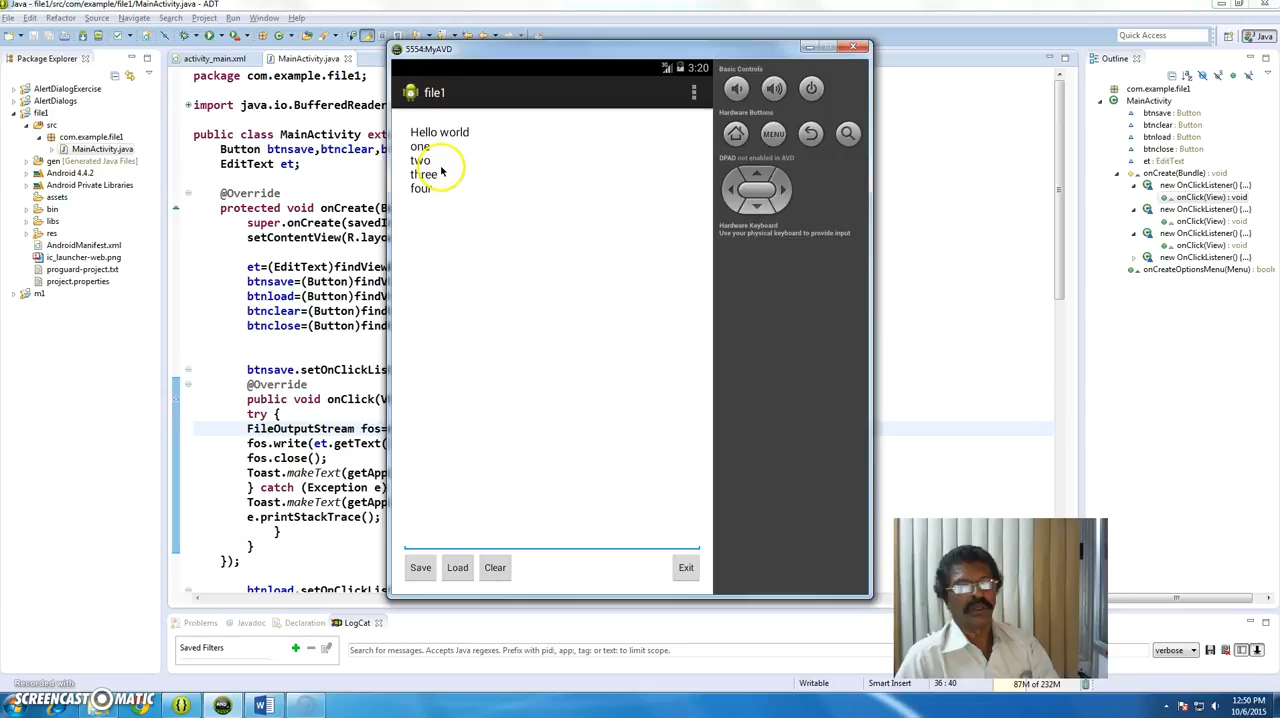 Java - file1/src/com/example/file1/MainActivity.java - ADT
File Edit Refactor Source Navigate Search Project Run Window Help
Quick Access
Java
Package Explorer
AlertDialogExercise
AlertDialogs
file1
src
com.example.file1
MainActivity.java
gen [Generated Java Files]
Android 4.4.2
Android Private Libraries
assets
bin
libs
res
AndroidManifest.xml
ic_launcher-web.png
proguard-project.txt
project.properties
m1
activity_main.xml
MainActivity.java
package com.example.file1;
import java.io.BufferedReader
public class MainActivity ex
Button btnsave,btnclear,b
EditText et;
@Override
protected void onCreate(B
super.onCreate(savedI
setContentView(R.layo
et=(EditText)findView
btnsave=(Button)findV
btnload=(Button)findV
btnclear=(Button)find
btnclose=(Button)find
btnsave.setOnClickLis
@Override
public void onClick(V
try {
FileOutputStream fos=
fos.write(et.getText(
fos.close();
Toast.makeText(getApp
} catch (Exception e)
Toast.makeText(getApp
e.printStackTrace();
}
}
});
btnload.setOnClickLis
5554:MyAVD
3G
3:20
file1
Hello world
one
two
three
four
Save
Load
Clear
Exit
Basic Controls
Hardware Buttons
MENU
DPAD not enabled in AVD
Hardware Keyboard
Use your physical keyboard to provide input
Outline
com.example.file1
MainActivity
btnsave : Button
btnclear : Button
btnload : Button
btnclose : Button
et : EditText
onCreate(Bundle) : void
new OnClickListener() {...}
onClick(View) : void
new OnClickListener() {...}
new OnClickListener() {...}
onClick(View) : void
new OnClickListener() {...}
onCreateOptionsMenu(Menu) : boole
Problems
Javadoc
Declaration
LogCat
Saved Filters
Search for messages. Accepts Java regexes. Prefix with pid:, app:, tag: or text: to limit scope.
verbose
Writable
Smart Insert
36 : 40
87M of 232M
Recorded with
SCREENCAST-O-MATIC
12:50 PM
10/6/2015